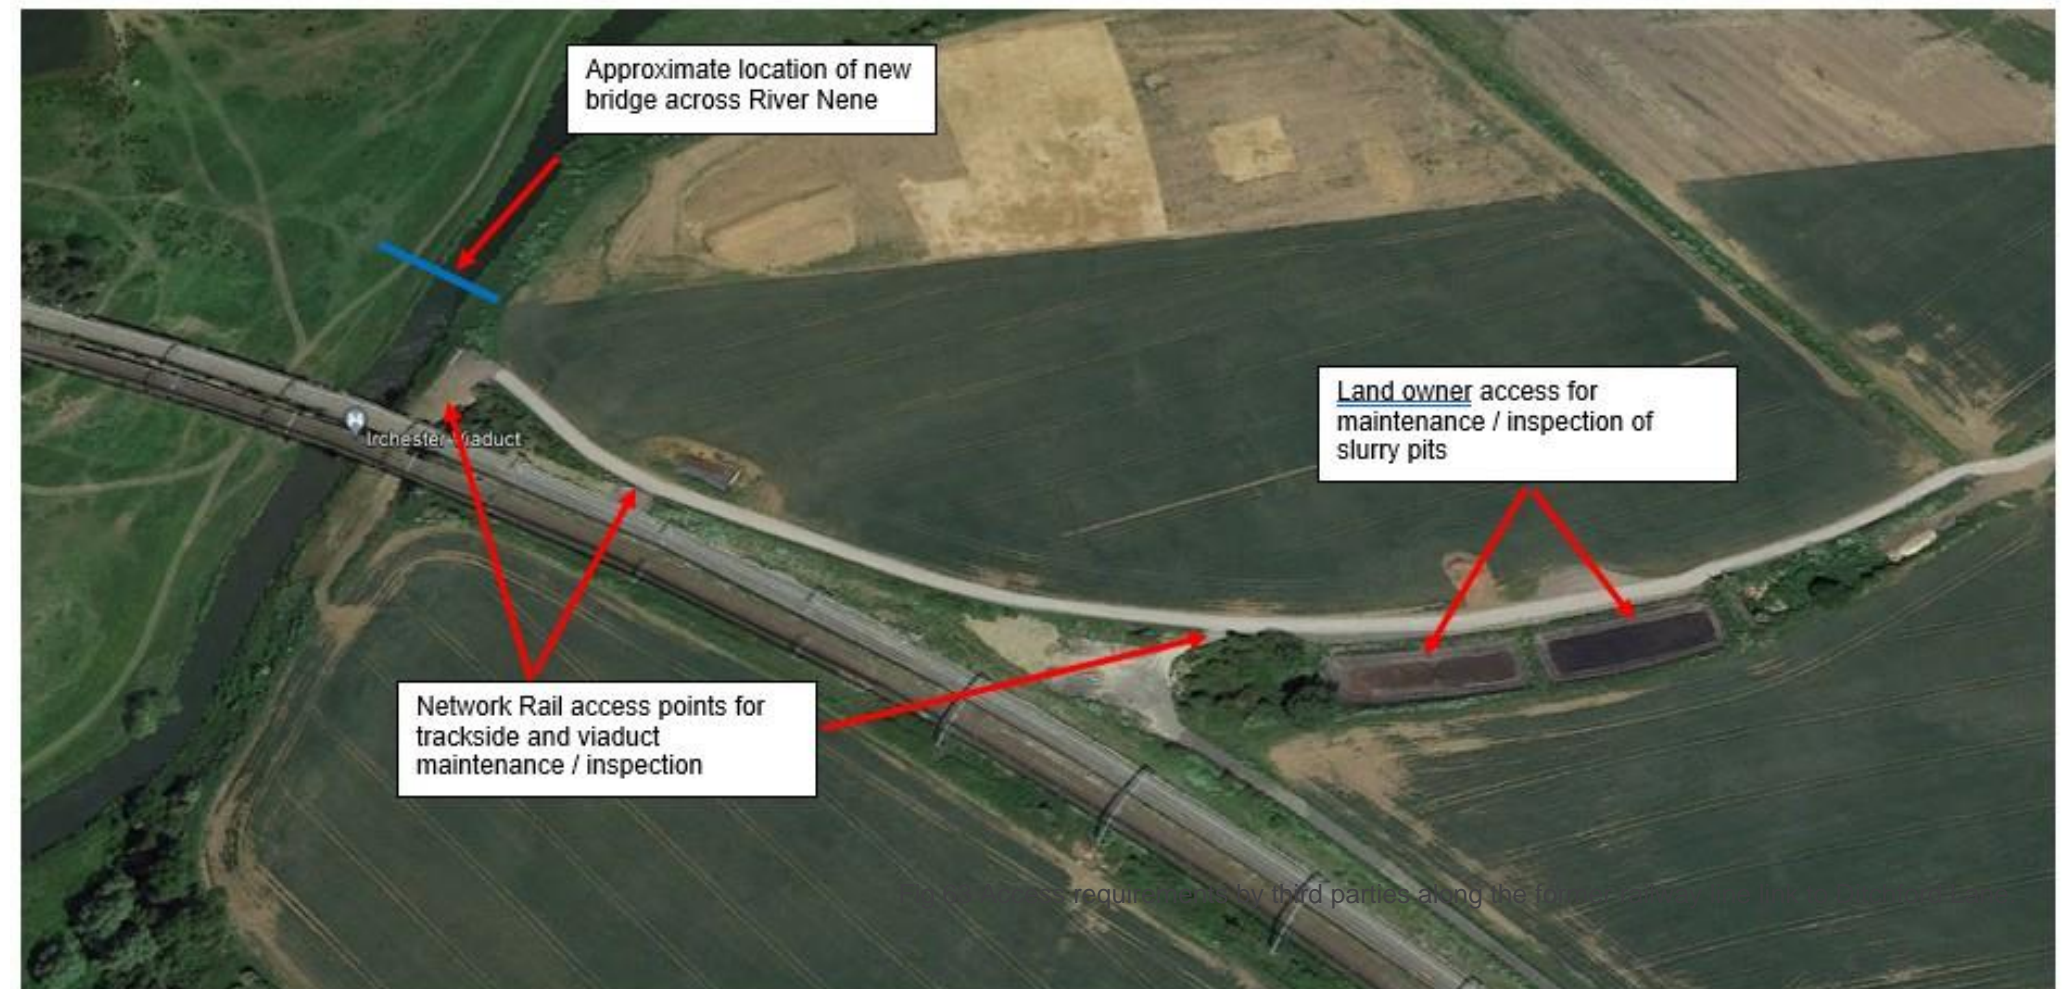 Approximate location of new
bridge across River Nene
Land owner access for
maintenance / inspection of
slurry pits
Irchester Viaduct
Network Rail access points for
trackside and viaduct
maintenance / inspection
requirements by third parties along the